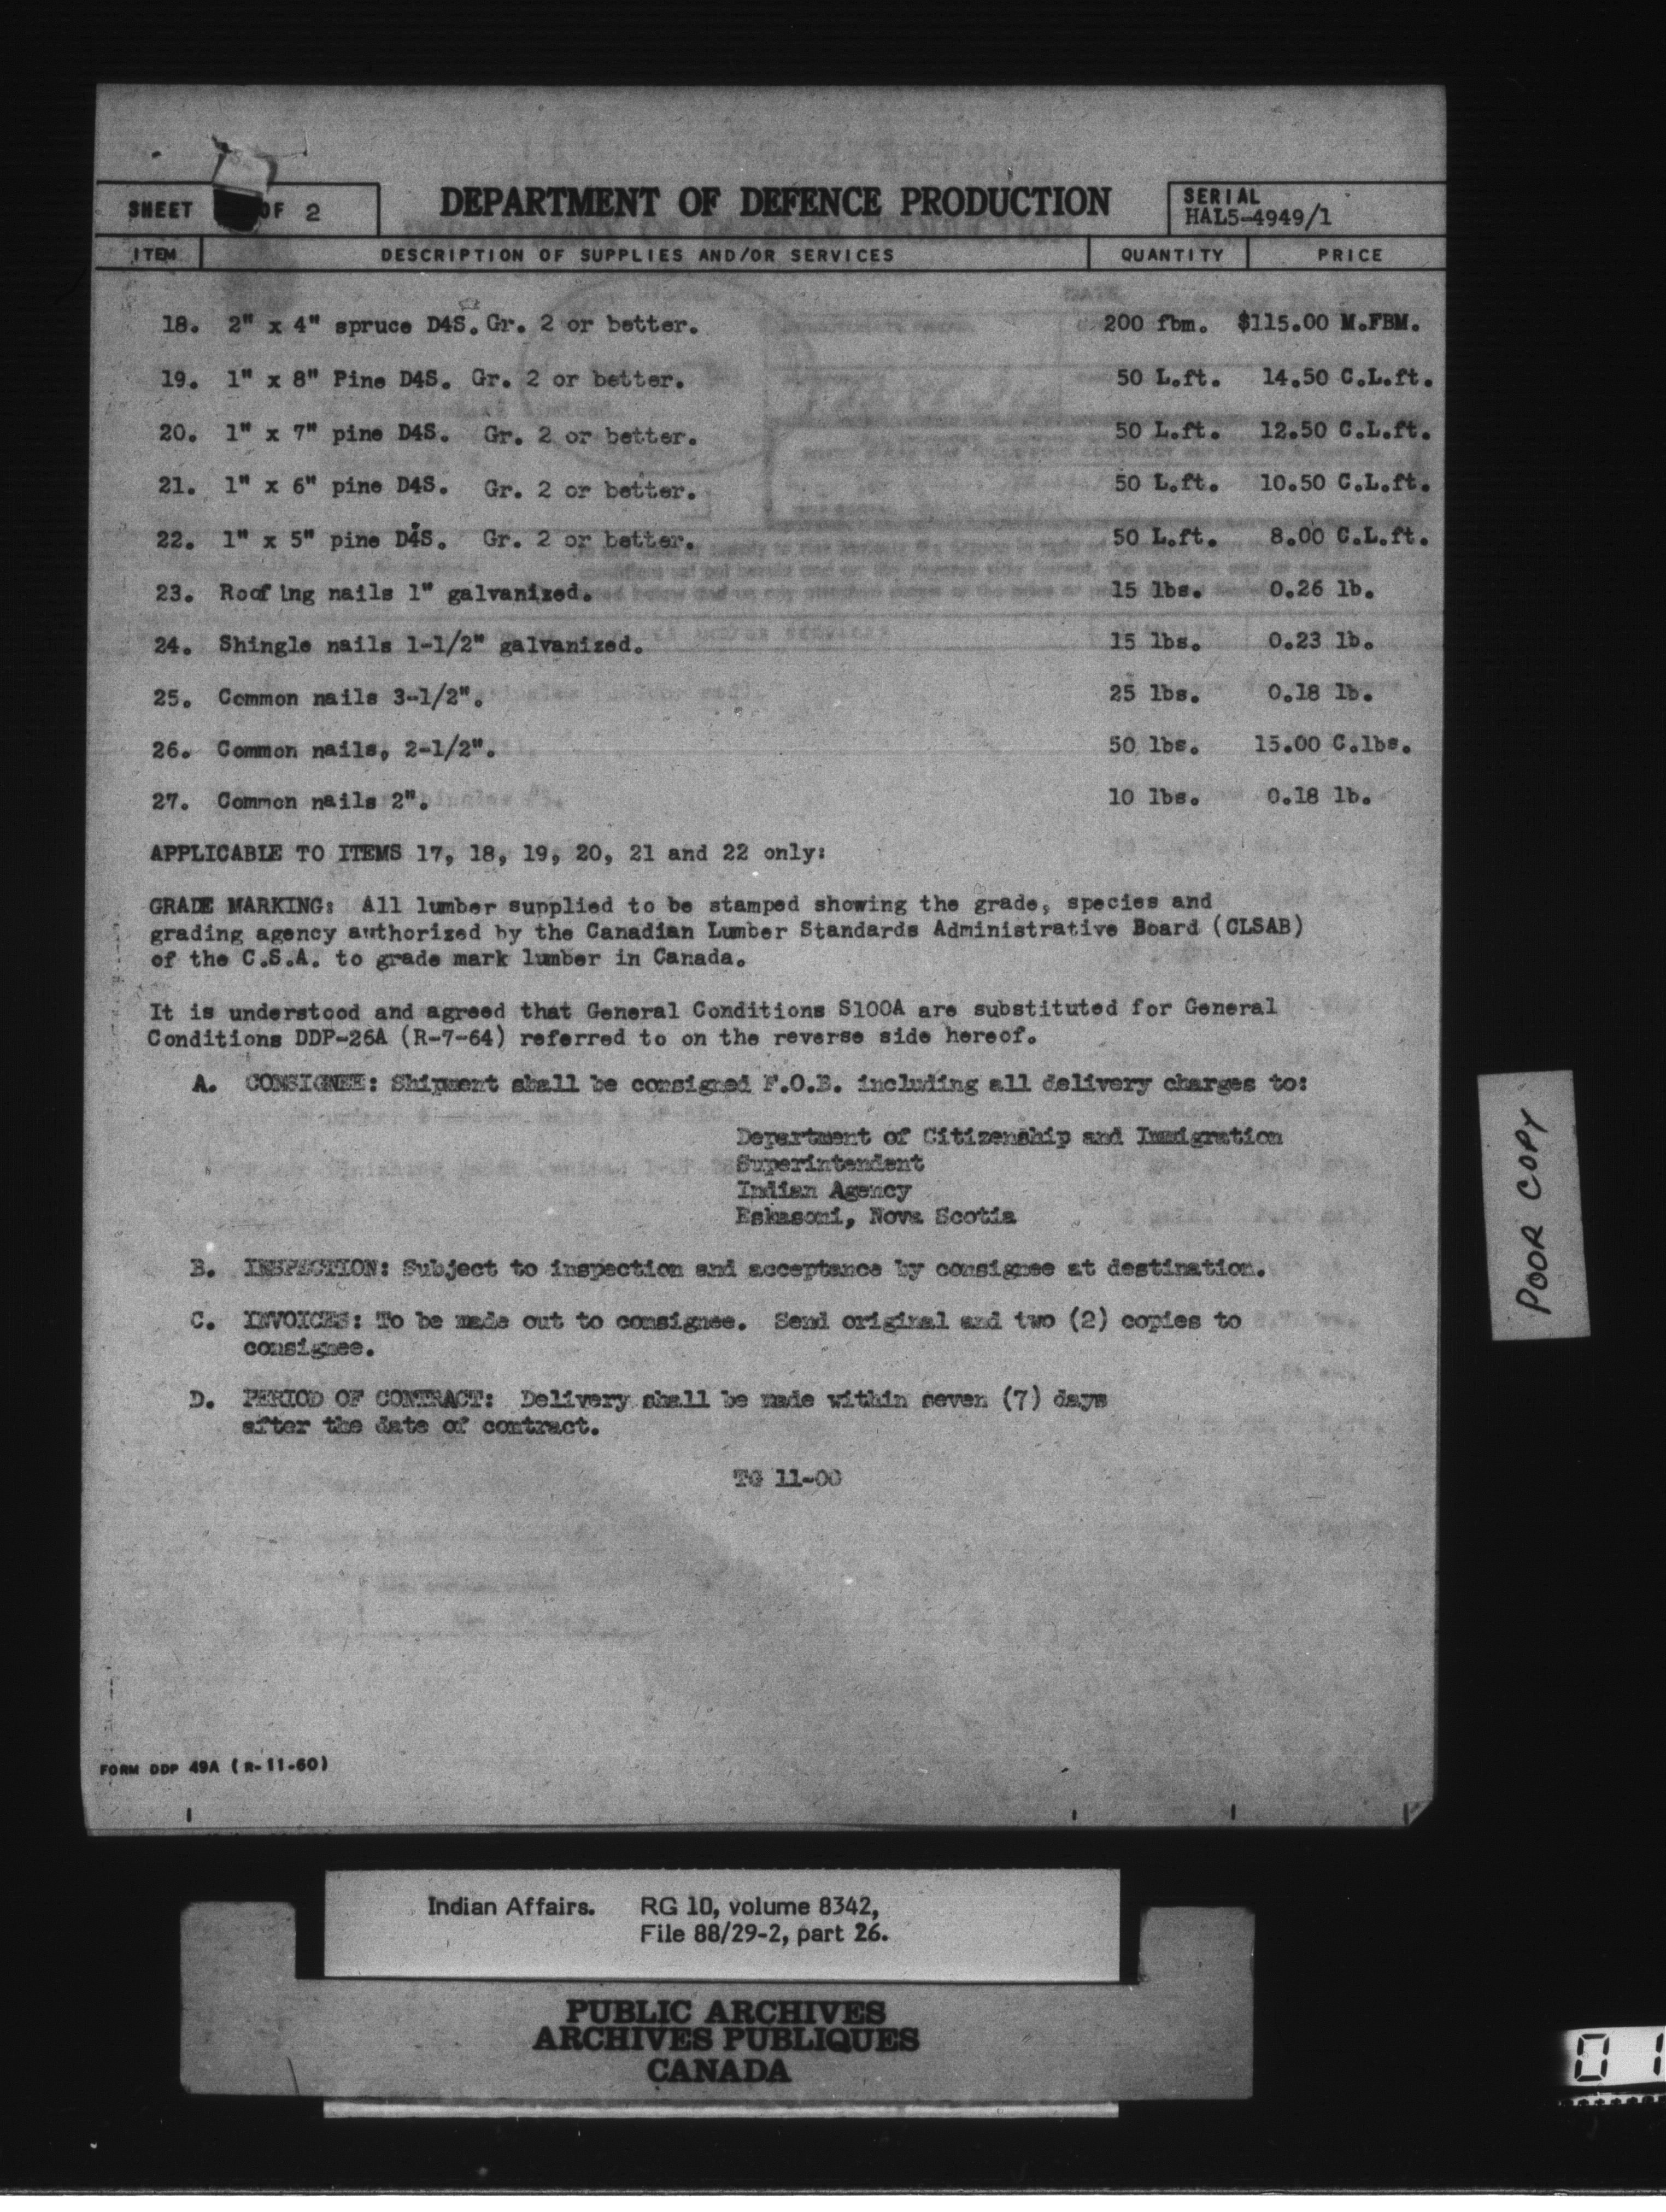 SHEET OF 2
DEPARTMENT OF DEFENCE PRODUCTION
SERIAL
HAL5-4949/1
ITEM DESCRIPTION OF SUPPLIES AND/OR SERVICES QUANTITY PRICE
18. 2" x 4" spruce D4S. Gr. 2 or better. 200 fbm. $115.00 M.FBM.
19. 1" x 8" Pine D4S. Gr. 2 or better. 50 L.ft. 14.50 C.L.ft.
20. 1" x 7" pine D4S. Gr. 2 or better. 50 L.ft. 12.50 C.L.ft.
21. 1" x 6" pine D4S. Gr. 2 or better. 50 L.ft. 10.50 C.L.ft.
22. 1" x 5" pine D4S. Gr. 2 or better. 50 L.ft. 8.00 C.L.ft.
23. Roofing nails 1" galvanized. 15 lbs. 0.26 lb.
24. Shingle nails 1-1/2" galvanized. 15 lbs. 0.23 lb.
25. Common nails 3-1/2". 25 lbs. 0.18 lb.
26. Common nails, 2-1/2". 50 lbs. 15.00 C.lbs.
27. Common nails 2". 10 lbs. 0.18 lb.
APPLICABLE TO ITEMS 17, 18, 19, 20, 21 and 22 only:
GRADE MARKING: All lumber supplied to be stamped showing the grade, species and
grading agency authorized by the Canadian Lumber Standards Administrative Board (CLSAB)
of the C.S.A. to grade mark lumber in Canada.
It is understood and agreed that General Conditions S100A are substituted for General
Conditions DDP-26A (R-7-64) referred to on the reverse side hereof.
A. CONSIGNEE: Shipment shall be consigned F.O.B. including all delivery charges to:
Department of Citizenship and Immigration
Superintendent
Indian Agency
Eskasoni, Nova Scotia
B. INSPECTION: Subject to inspection and acceptance by consignee at destination.
C. INVOICES: To be made out to consignee. Send original and two (2) copies to
consignee.
D. PERIOD OF CONTRACT: Delivery shall be made within seven (7) days
after the date of contract.
TG 11-00
FORM DDP 49A (R-11-60)
POOR COPY
Indian Affairs. RG 10, volume 8342,
File 88/29-2, part 26.
PUBLIC ARCHIVES
ARCHIVES PUBLIQUES
CANADA
01